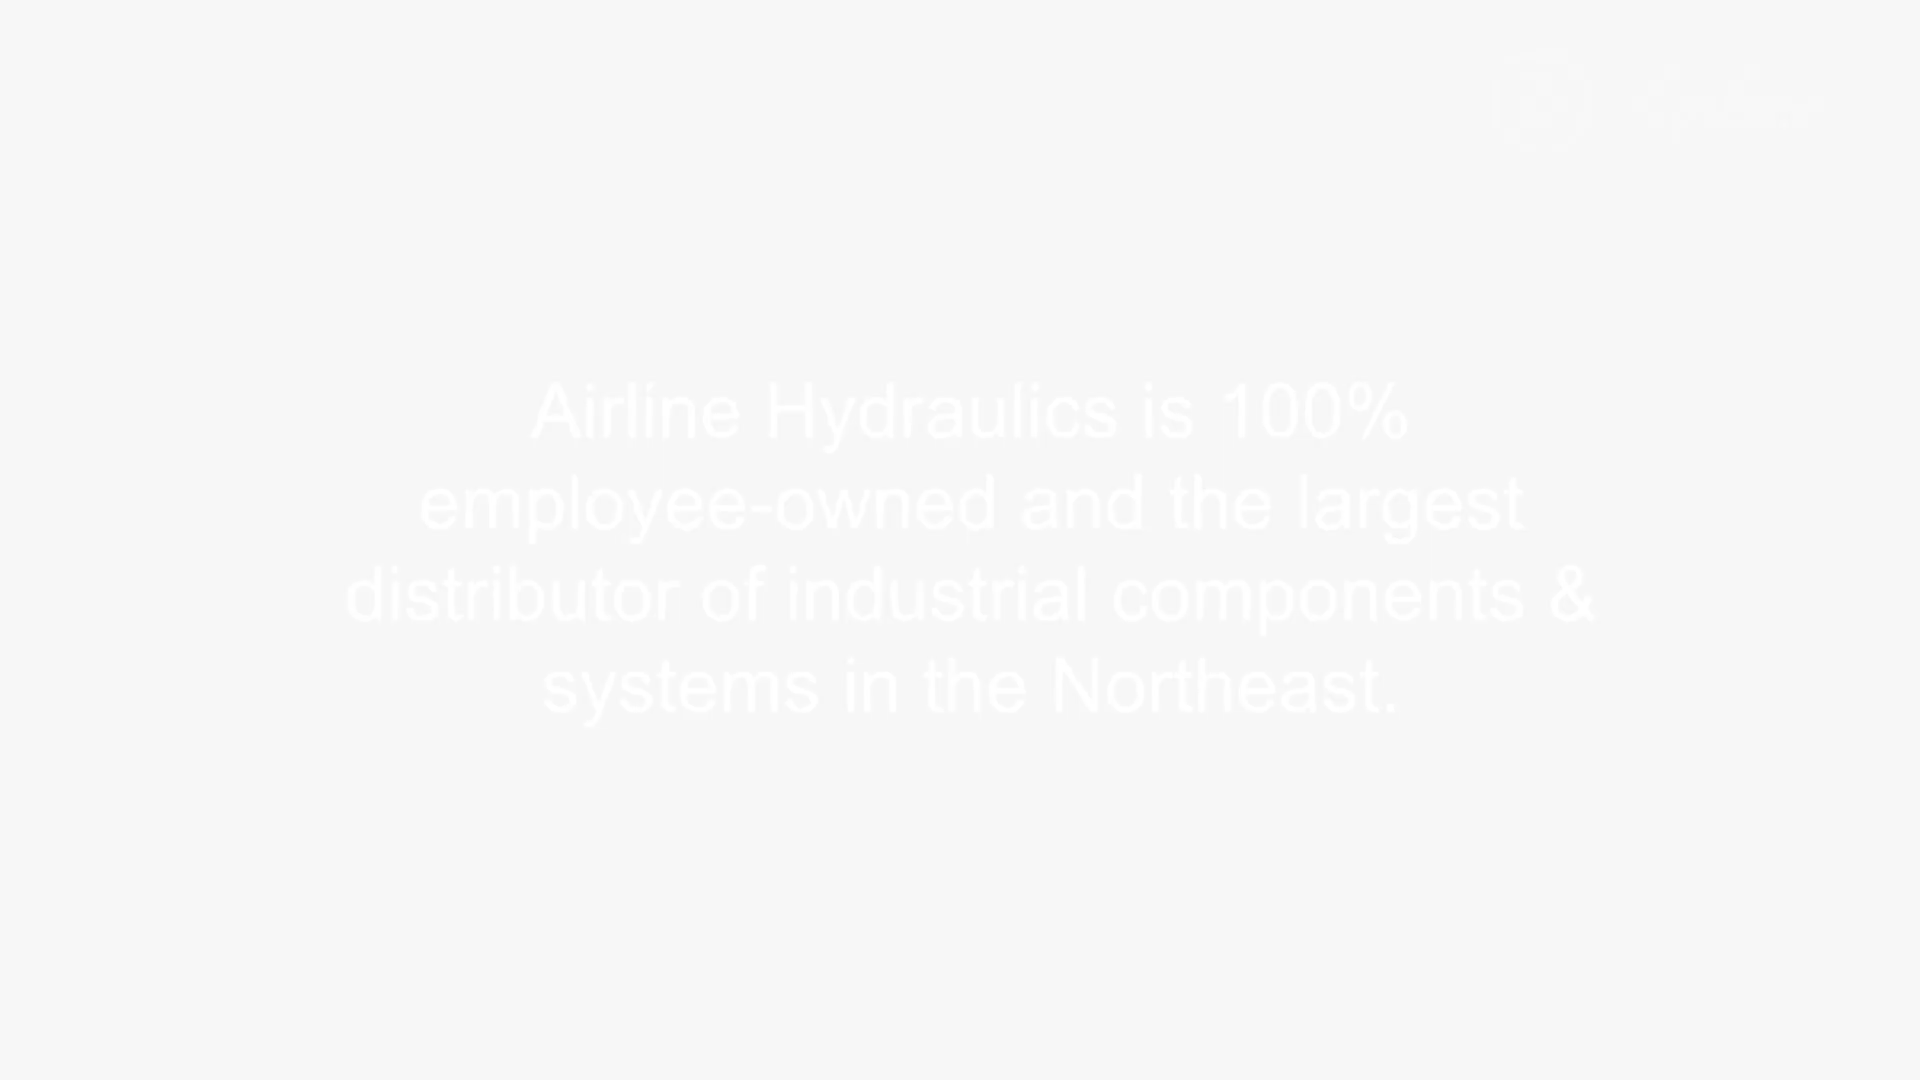 Airline Hydraulics is 100%
employee-owned and the largest
distributor of industrial components &
systems in the Northeast.